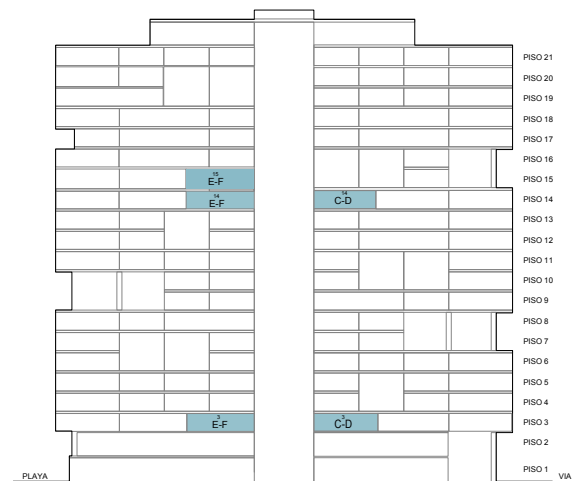 PISO 21
PISO 20
PISO 19
PISO 18
PISO 17
PISO 16
15
E-F
PISO 15
14
E-F
14
C-D
PISO 14
PISO 13
PISO 12
PISO 11
PISO 10
PISO 9
PISO 8
PISO 7
PISO 6
PISO 5
PISO 4
3
E-F
3
C-D
PISO 3
PISO 2
PISO 1
PLAYA
VIA